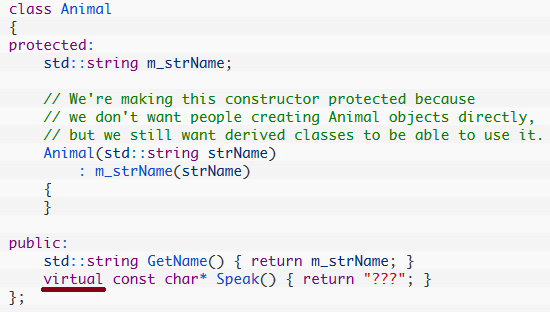 class Animal
{
protected:
    std::string m_strName;

    // We're making this constructor protected because
    // we don't want people creating Animal objects directly,
    // but we still want derived classes to be able to use it.
    Animal(std::string strName)
        : m_strName(strName)
    {
    }

public:
    std::string GetName() { return m_strName; }
    virtual const char* Speak() { return "???"; }
};